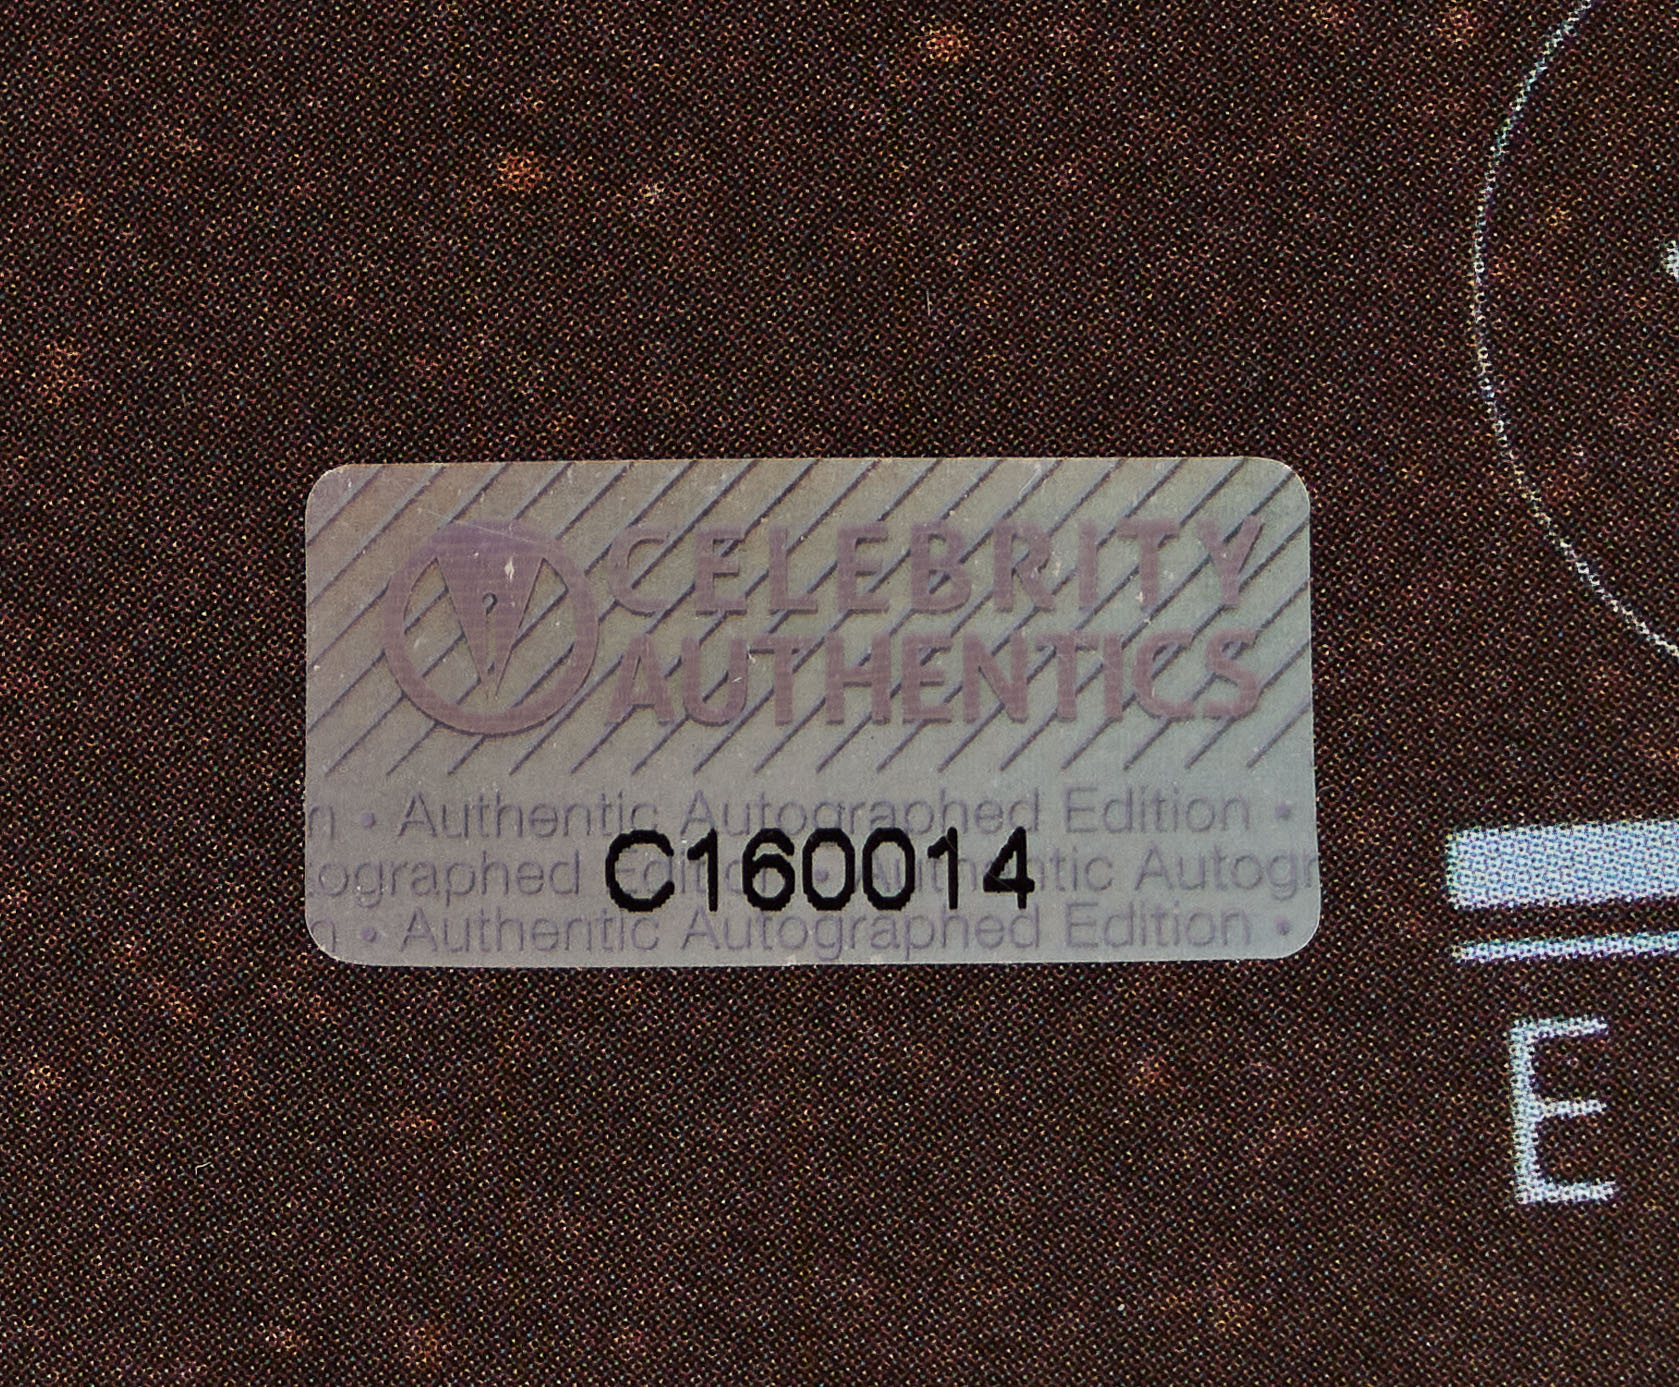 CELEBRITY
AUTHENTICS
n • Authentic Autographed Edition •
ographed Edition • Authentic Autogr
C160014
n • Authentic Autographed Edition •
E